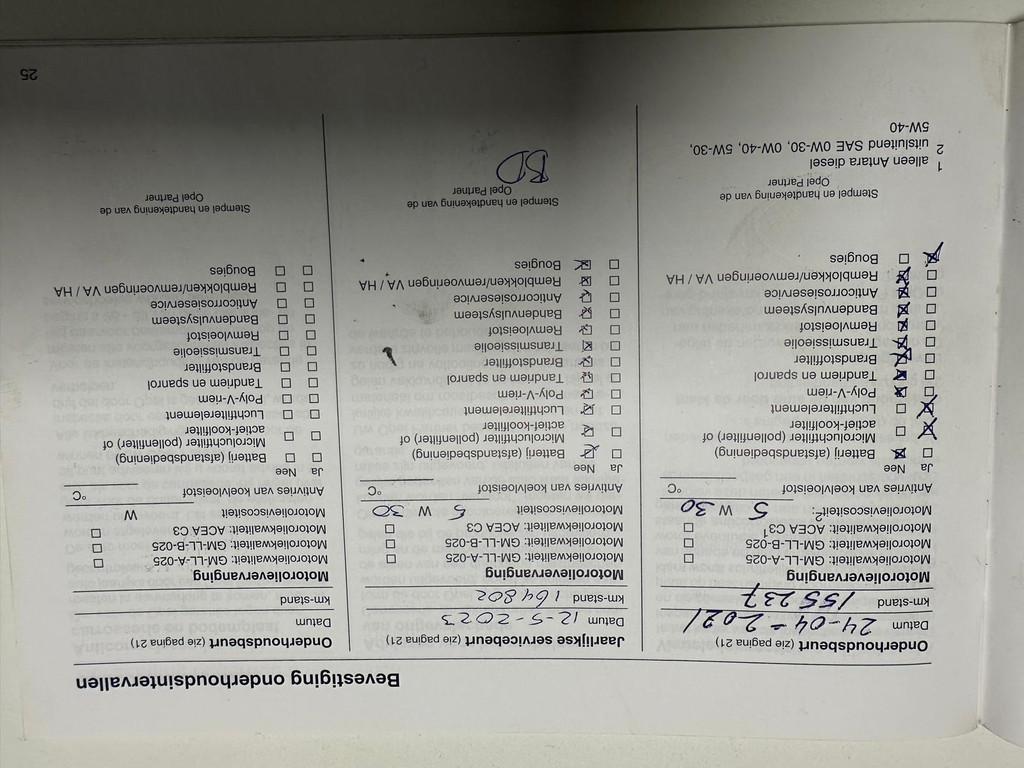 Bevestiging onderhoudsintervallen
Onderhoudsbeurt (zie pagina 21)
Datum 24-04-2021
km-stand 155237
Motorolieverversing
Motoroliekwaliteit: GM-LL-A-025 ☐
Motoroliekwaliteit: GM-LL-B-025 ☐
Motoroliekwaliteit: ACEA C3¹ ☐
Motorolieviscositeit²: 5 W 30
Antivries van koelvloeistof °C
Ja Nee
☐ ☒ Batterij (afstandsbediening)
☒ ☐ Microluchtfilter (pollenfilter) of
actief-koolfilter
☒ ☐ Luchtfilterelement
☐ ☒ Poly-V-riem
☐ ☒ Tandriem en spanrol
☐ ☒ Brandstoffilter
☐ ☒ Transmissieolie
☐ ☒ Remvloeistof
☐ ☒ Bandenvulsysteem
☐ ☒ Anticorrosieservice
☐ ☒ Remblokken/remvoeringen VA / HA
☒ ☐ Bougies
Stempel en handtekening van de
Opel Partner
1 alleen Antara diesel
2 uitsluitend SAE 0W-30, 0W-40, 5W-30,
5W-40
Jaarlijkse servicebeurt (zie pagina 21)
Datum 12-5-2023
km-stand 164802
Motorolieverversing
Motoroliekwaliteit: GM-LL-A-025 ☐
Motoroliekwaliteit: GM-LL-B-025 ☐
Motoroliekwaliteit: ACEA C3 ☐
Motorolieviscositeit 5 W 30
Antivries van koelvloeistof °C
Ja Nee
☐ ☒ Batterij (afstandsbediening)
☐ ☒ Microluchtfilter (pollenfilter) of
actief-koolfilter
☐ ☒ Luchtfilterelement
☐ ☒ Poly-V-riem
☐ ☒ Tandriem en spanrol
☐ ☒ Brandstoffilter
☐ ☒ Transmissieolie
☐ ☒ Remvloeistof
☐ ☒ Bandenvulsysteem
☐ ☒ Anticorrosieservice
☐ ☒ Remblokken/remvoeringen VA / HA
☐ ☒ Bougies
Stempel en handtekening van de
Opel Partner
BD
Onderhoudsbeurt (zie pagina 21)
Datum
km-stand
Motorolieverversing
Motoroliekwaliteit: GM-LL-A-025 ☐
Motoroliekwaliteit: GM-LL-B-025 ☐
Motoroliekwaliteit: ACEA C3 ☐
Motorolieviscositeit W
Antivries van koelvloeistof °C
Ja Nee
☐ ☐ Batterij (afstandsbediening)
☐ ☐ Microluchtfilter (pollenfilter) of
actief-koolfilter
☐ ☐ Luchtfilterelement
☐ ☐ Poly-V-riem
☐ ☐ Tandriem en spanrol
☐ ☐ Brandstoffilter
☐ ☐ Transmissieolie
☐ ☐ Remvloeistof
☐ ☐ Bandenvulsysteem
☐ ☐ Anticorrosieservice
☐ ☐ Remblokken/remvoeringen VA / HA
☐ ☐ Bougies
Stempel en handtekening van de
Opel Partner
25